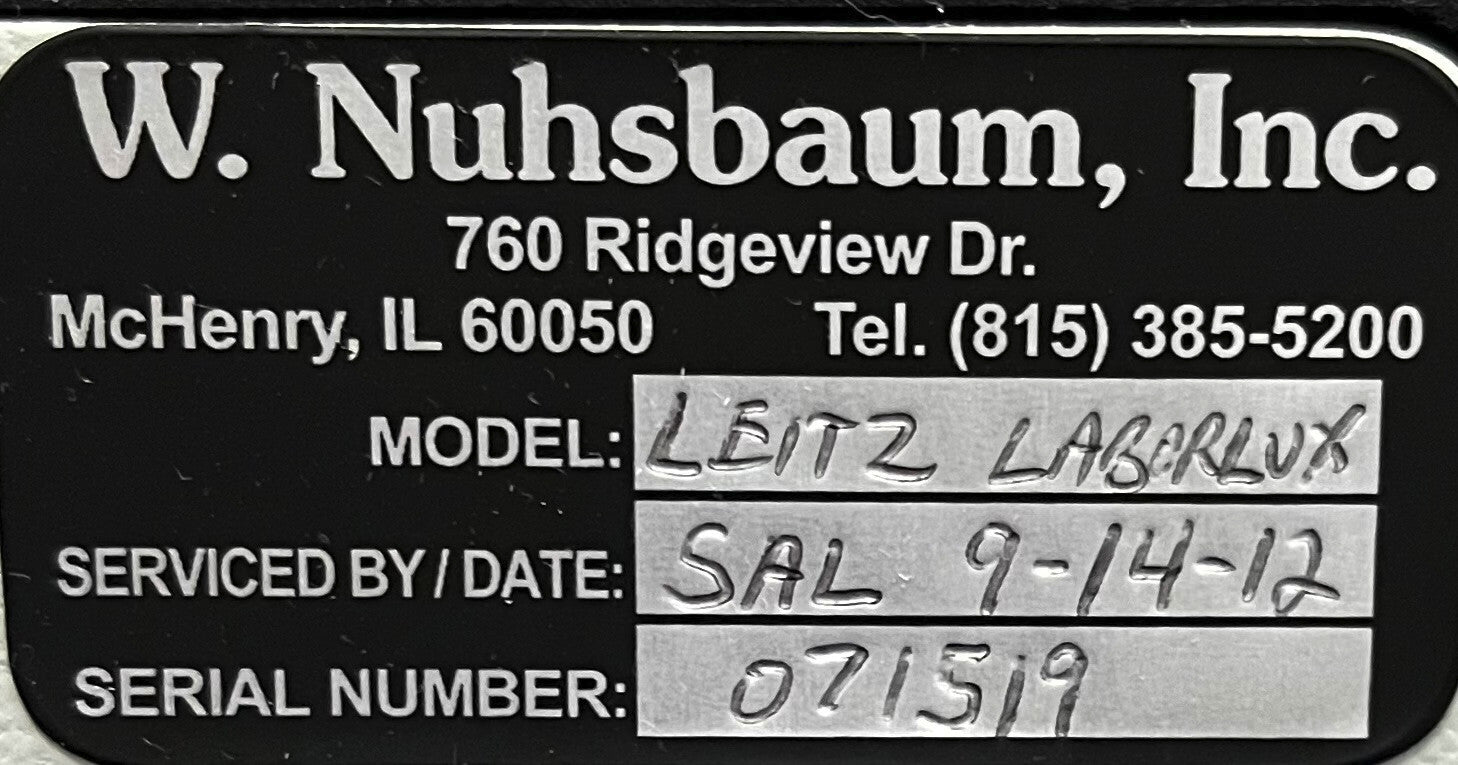 W. Nuhsbaum, Inc.
760 Ridgeview Dr.
McHenry, IL 60050 Tel. (815) 385-5200
MODEL: LEITZ LABORLUX
SERVICED BY / DATE: SAL 9-14-12
SERIAL NUMBER: 071519